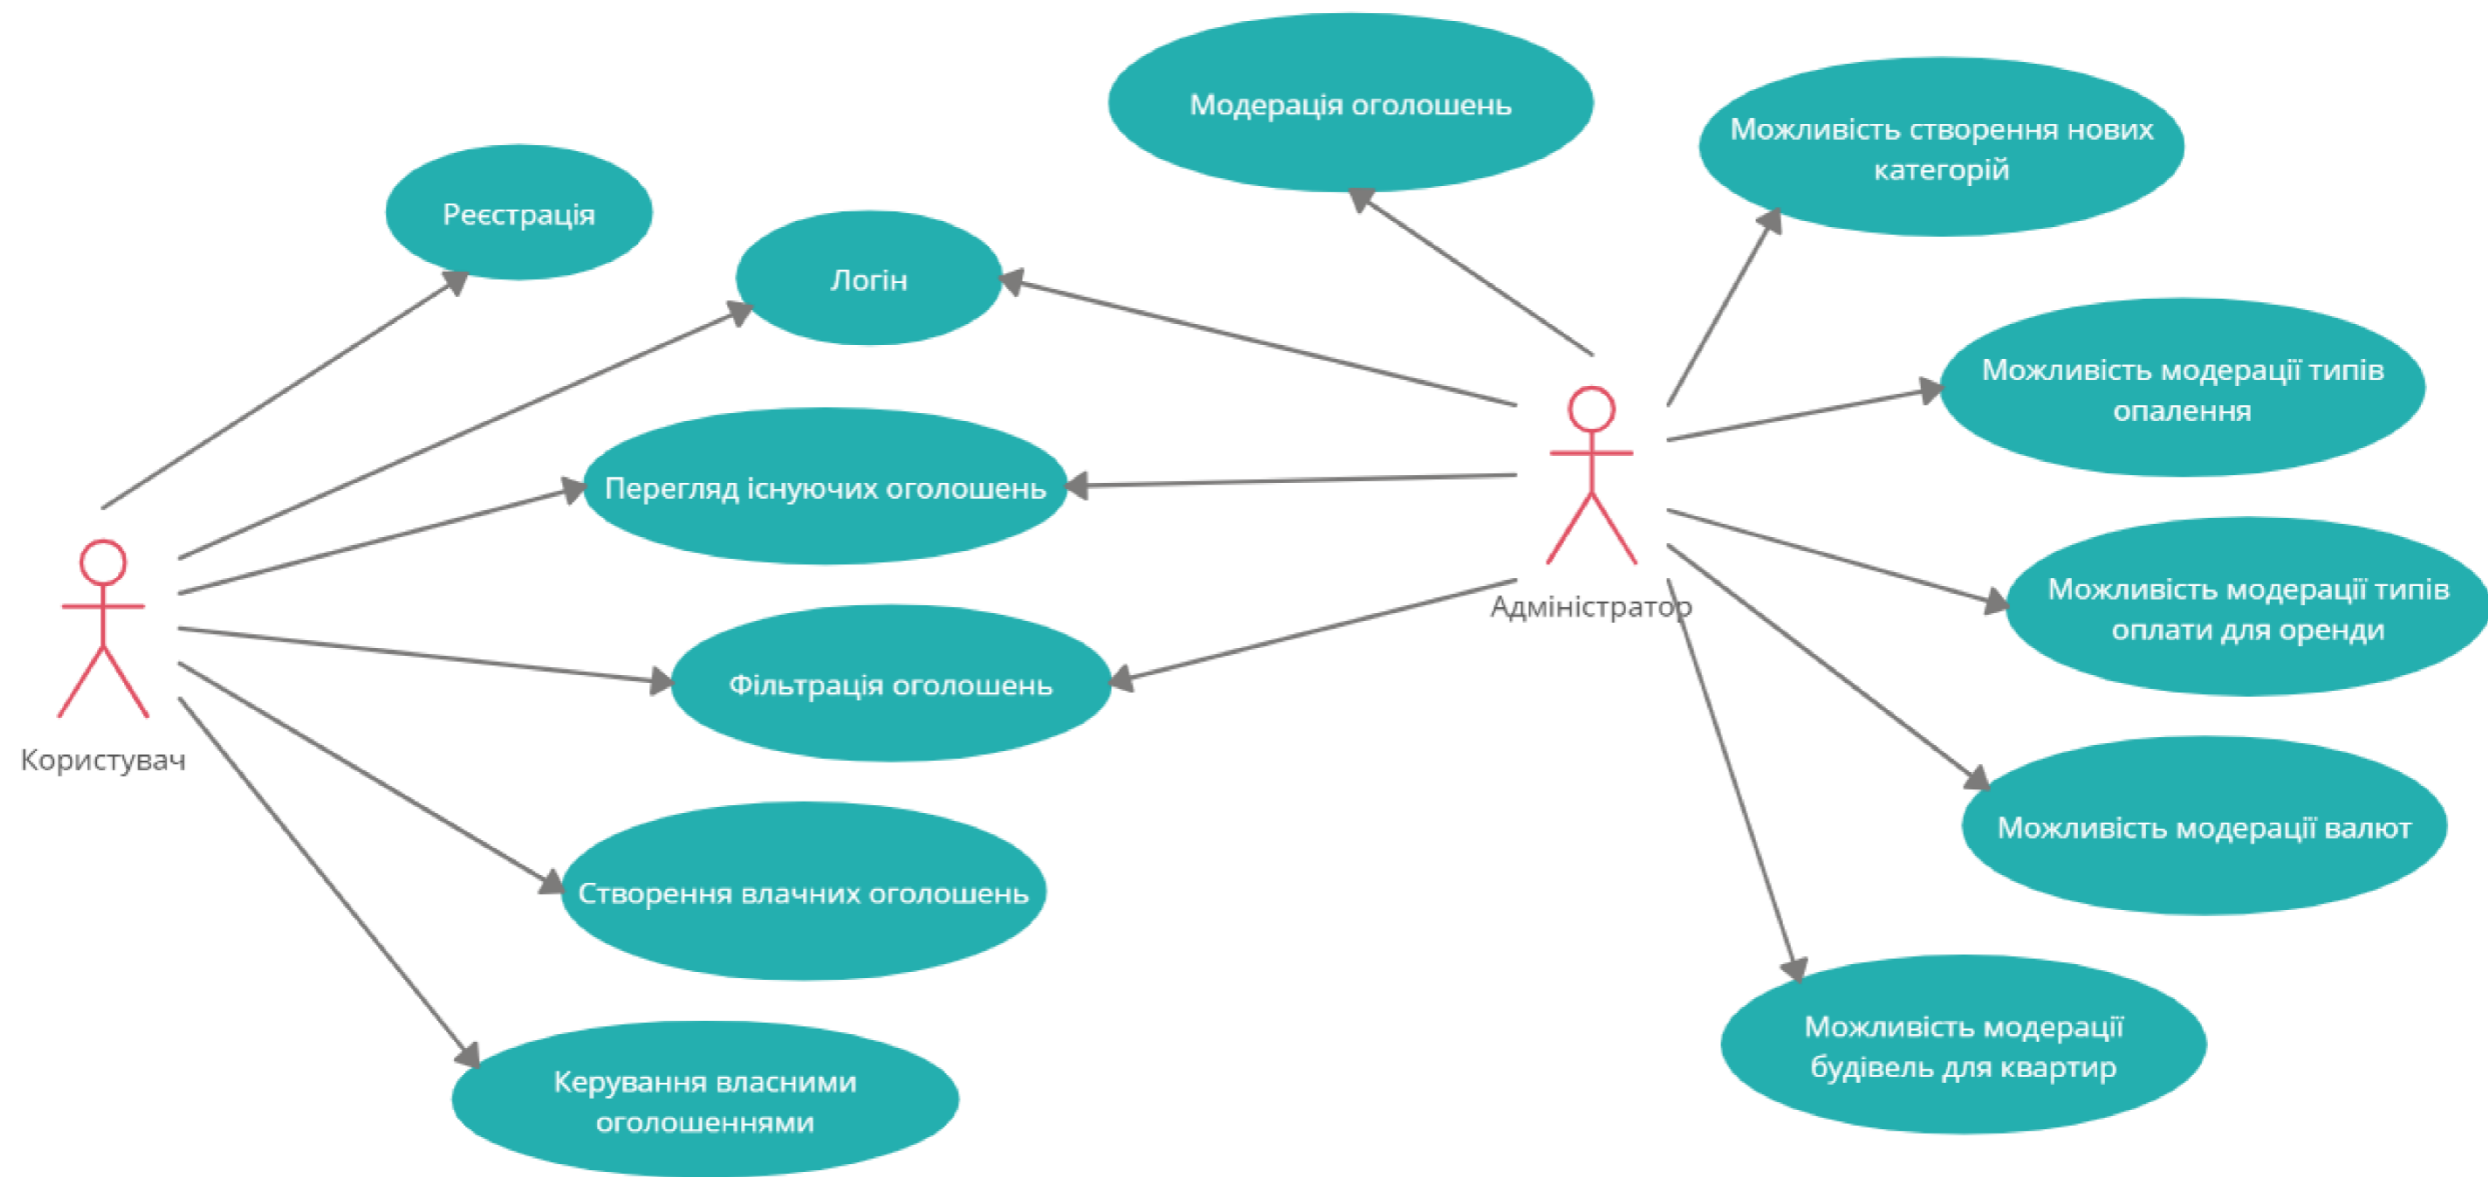 Модерація оголошень
Можливість створення нових
категорій
Реєстрація
Логін
Можливість модерації типів
опалення
Перегляд існуючих оголошень
Можливість модерації типів
оплати для оренди
Адміністратор
Фільтрація оголошень
Користувач
Можливість модерації валют
Створення влачних оголошень
Можливість модерації
будівель для квартир
Керування власними
оголошеннями